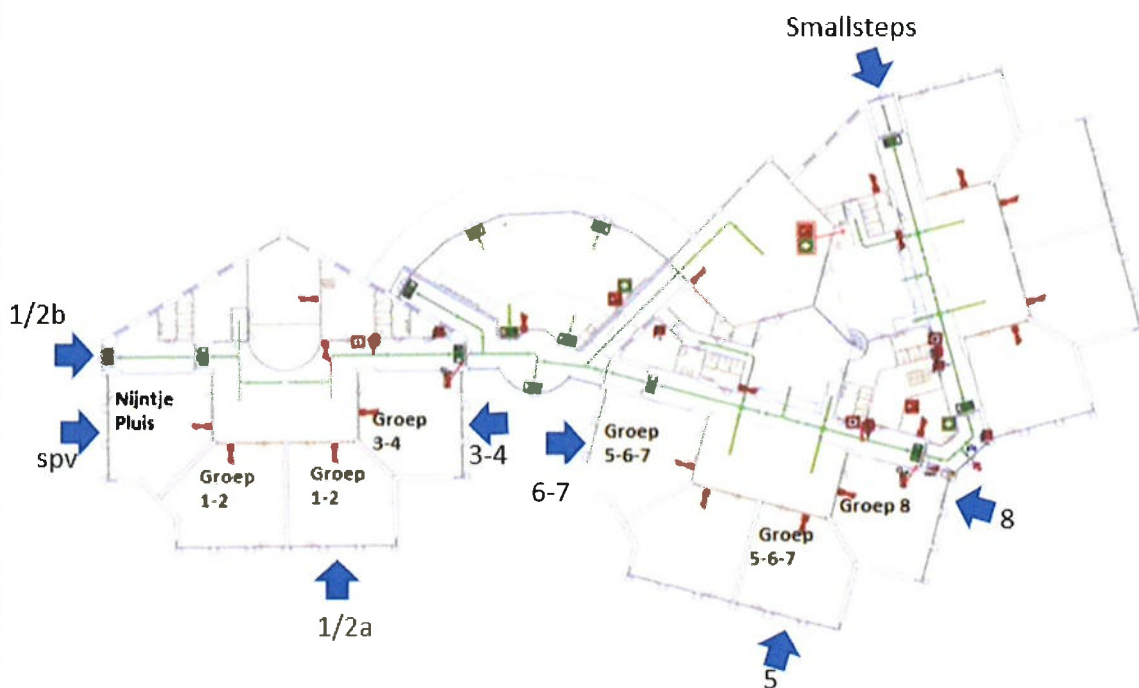 Smallsteps
1/2b
Nijntje
Pluis
spv
Groep
3-4
3-4
Groep
1-2
Groep
1-2
1/2a
6-7
Groep
5-6-7
Groep 8
8
Groep
5-6-7
5